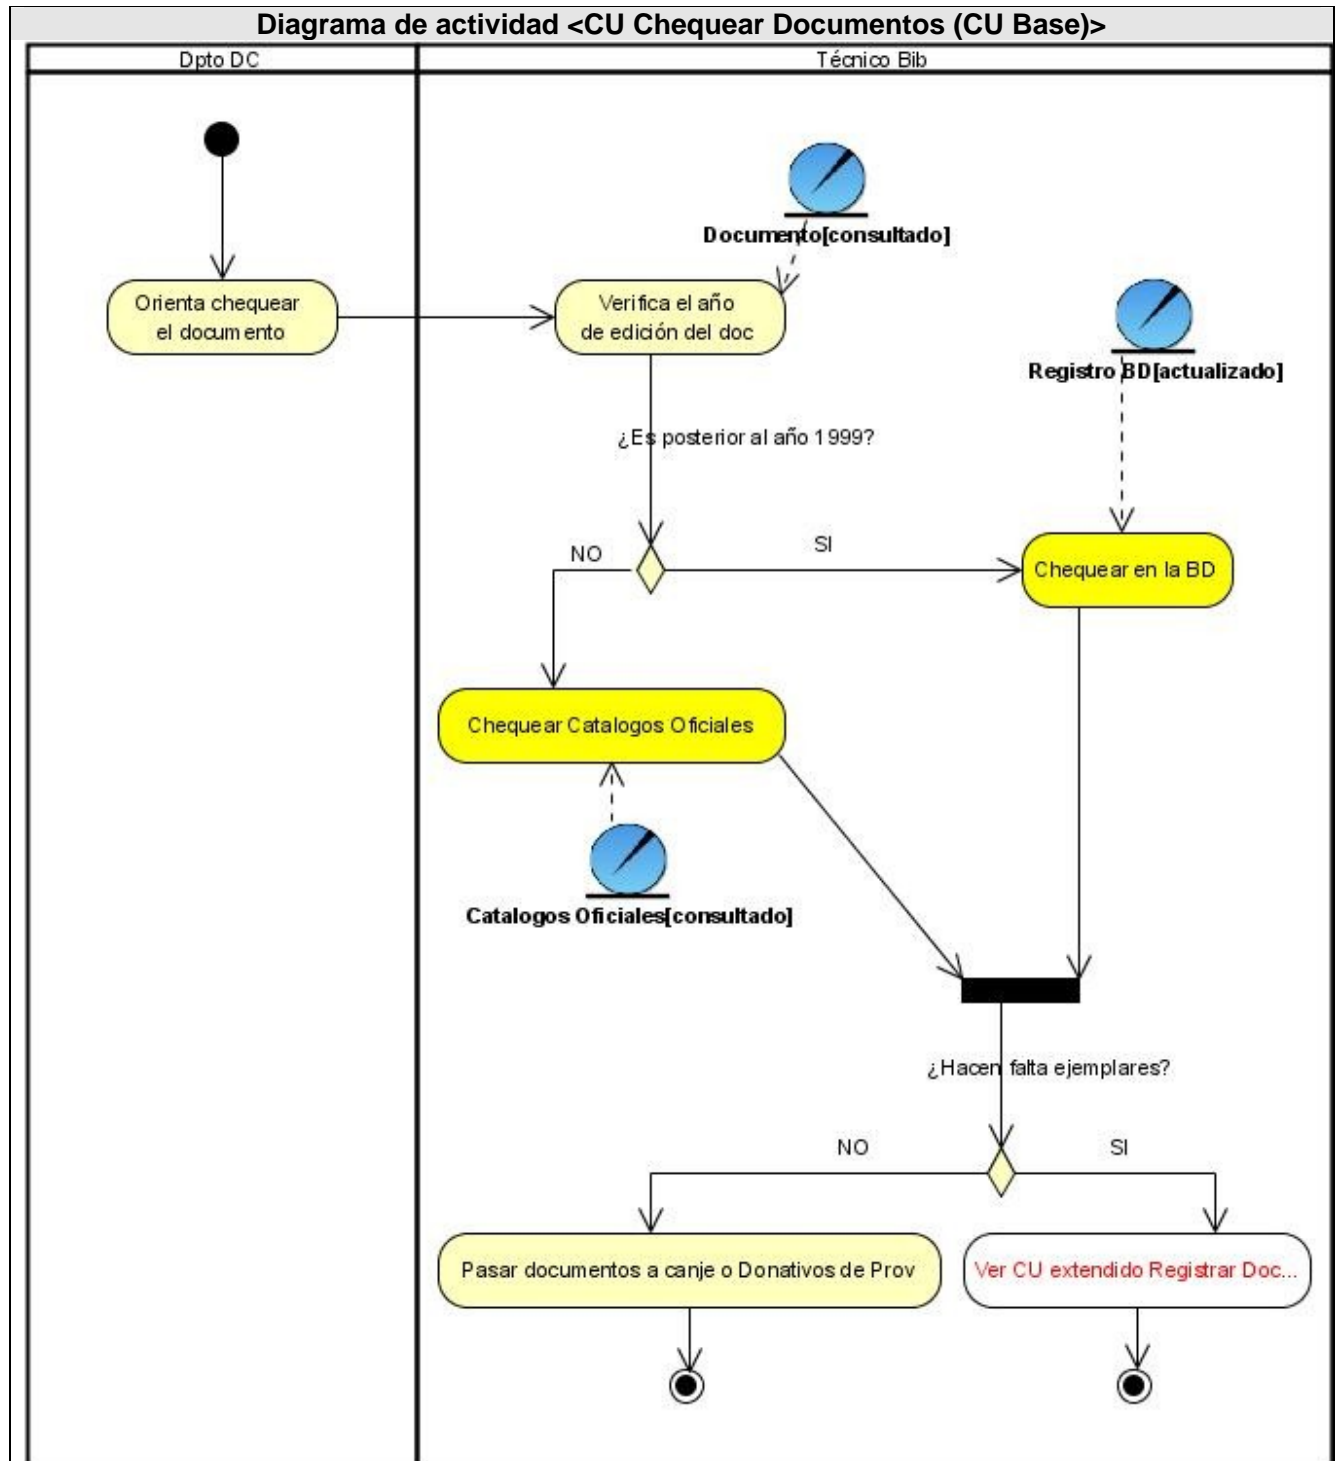 Diagrama de actividad <CU Chequear Documentos (CU Base)>
Dpto DC
Técnico Bib
Documento[consultado]
Orienta chequear
el documento
Verifica el año
de edición del doc
Registro BD[actualizado]
¿Es posterior al año 1999?
NO
SI
Chequear en la BD
Chequear Catalogos Oficiales
Catalogos Oficiales[consultado]
¿Hacen falta ejemplares?
NO
SI
Pasar documentos a canje o Donativos de Prov
Ver CU extendido Registrar Doc...